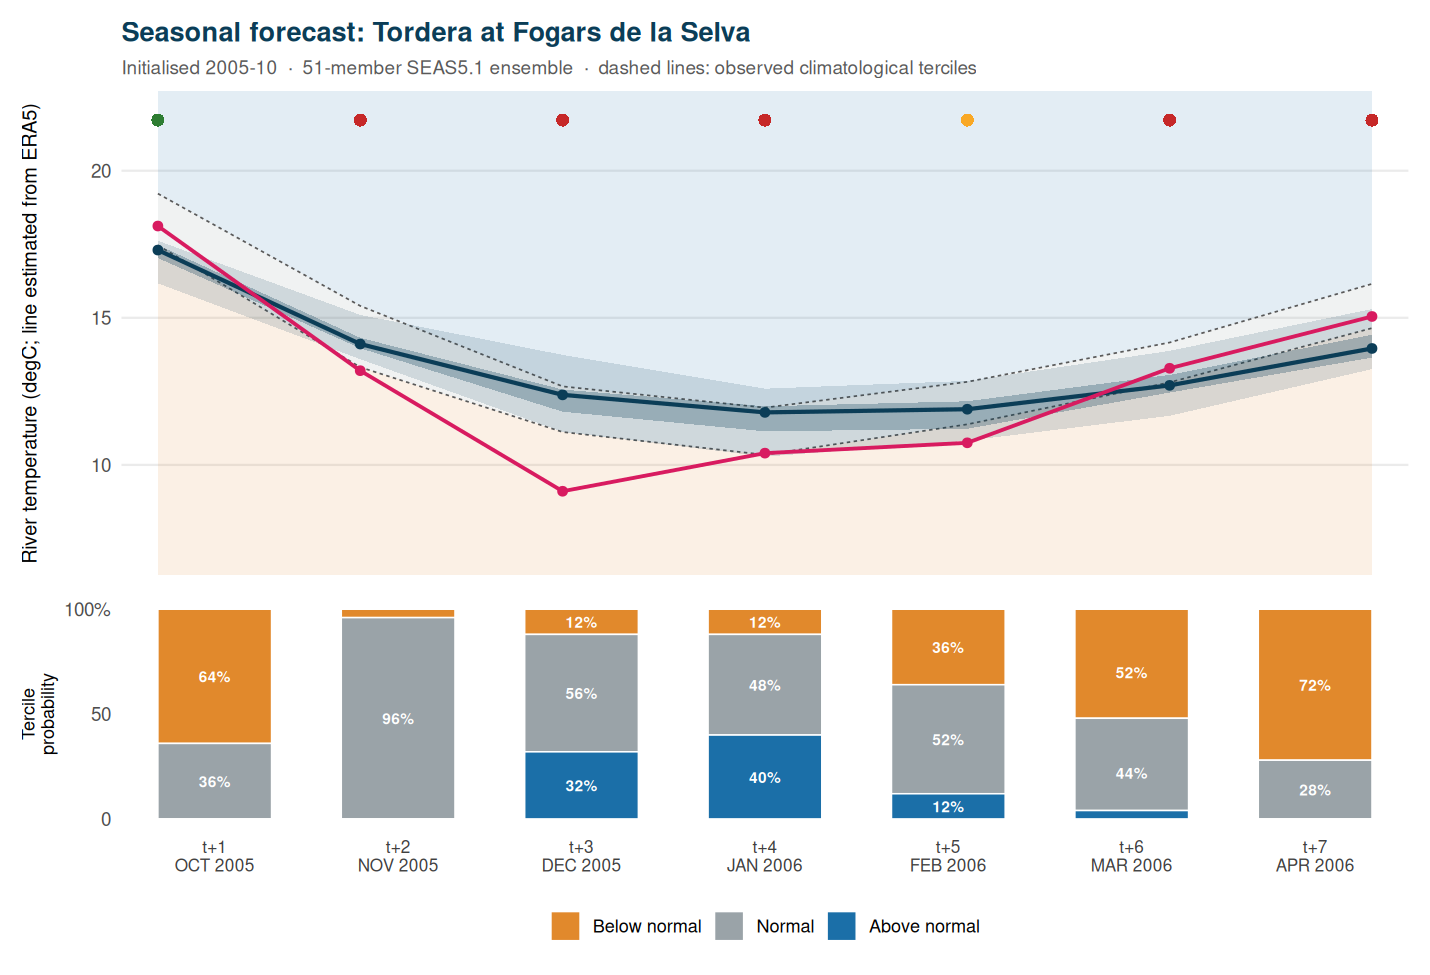 Seasonal forecast: Tordera at Fogars de la Selva
Initialised 2005-10 · 51-member SEAS5.1 ensemble · dashed lines: observed climatological terciles
River temperature (degC; line estimated from ERA5)
20
15
10
Tercile
probability
100%
50
0
64%
36%
96%
12%
56%
32%
12%
48%
40%
36%
52%
12%
52%
44%
72%
28%
t+1
OCT 2005
t+2
NOV 2005
t+3
DEC 2005
t+4
JAN 2006
t+5
FEB 2006
t+6
MAR 2006
t+7
APR 2006
Below normal
Normal
Above normal